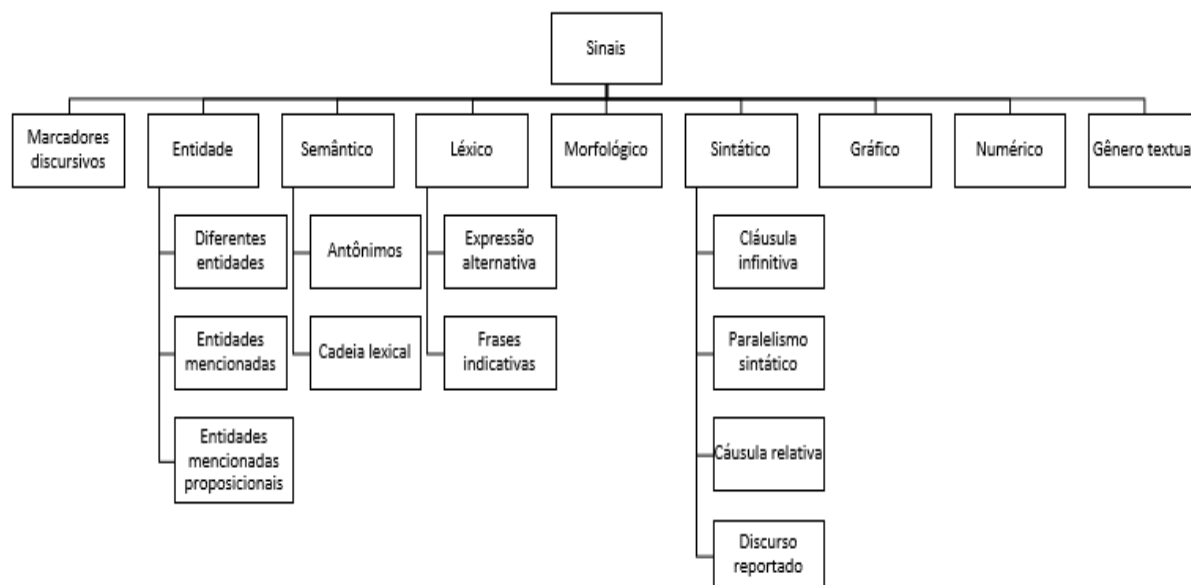 Sinais
Marcadores
discursivos
Entidade
Semântico
Léxico
Morfológico
Sintático
Gráfico
Numérico
Gênero textua
Diferentes
entidades
Entidades
mencionadas
Entidades
mencionadas
proposicionais
Antônimos
Cadeia lexical
Expressão
alternativa
Frases
indicativas
Cláusula
infinitiva
Paralelismo
sintático
Cáusula relativa
Discurso
reportado